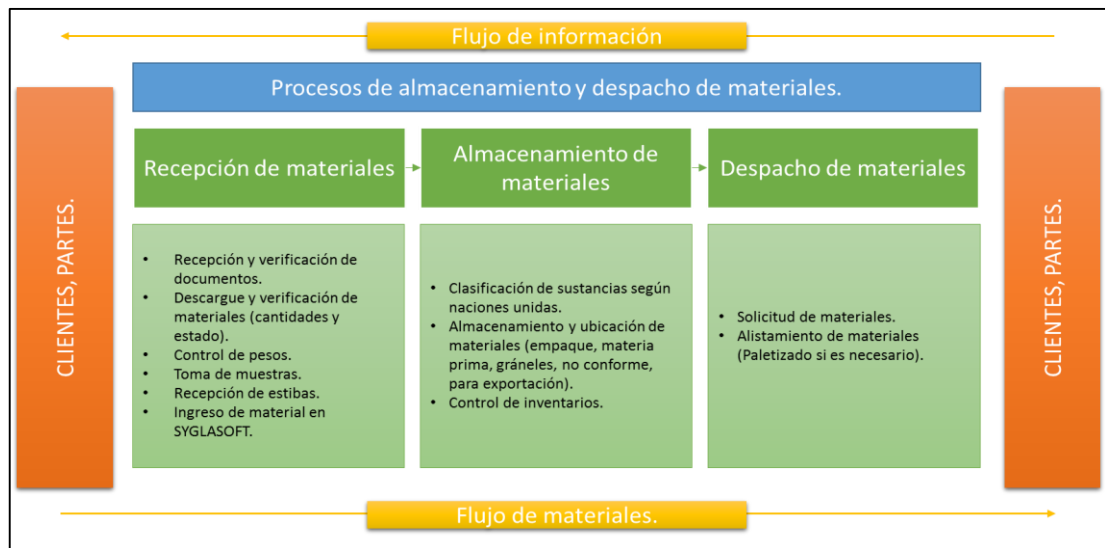 Flujo de información
Procesos de almacenamiento y despacho de materiales.
CLIENTES, PARTES.
Recepción de materiales
Almacenamiento de
materiales
Despacho de materiales
• Recepción y verificación de
documentos.
• Descargue y verificación de
materiales (cantidades y
estado).
• Control de pesos.
• Toma de muestras.
• Recepción de estibas.
• Ingreso de material en
SYGLASOFT.
• Clasificación de sustancias según
naciones unidas.
• Almacenamiento y ubicación de
materiales (empaque, materia
prima, gráneles, no conforme,
para exportación).
• Control de inventarios.
• Solicitud de materiales.
• Alistamiento de materiales
(Paletizado si es necesario).
CLIENTES, PARTES.
Flujo de materiales.